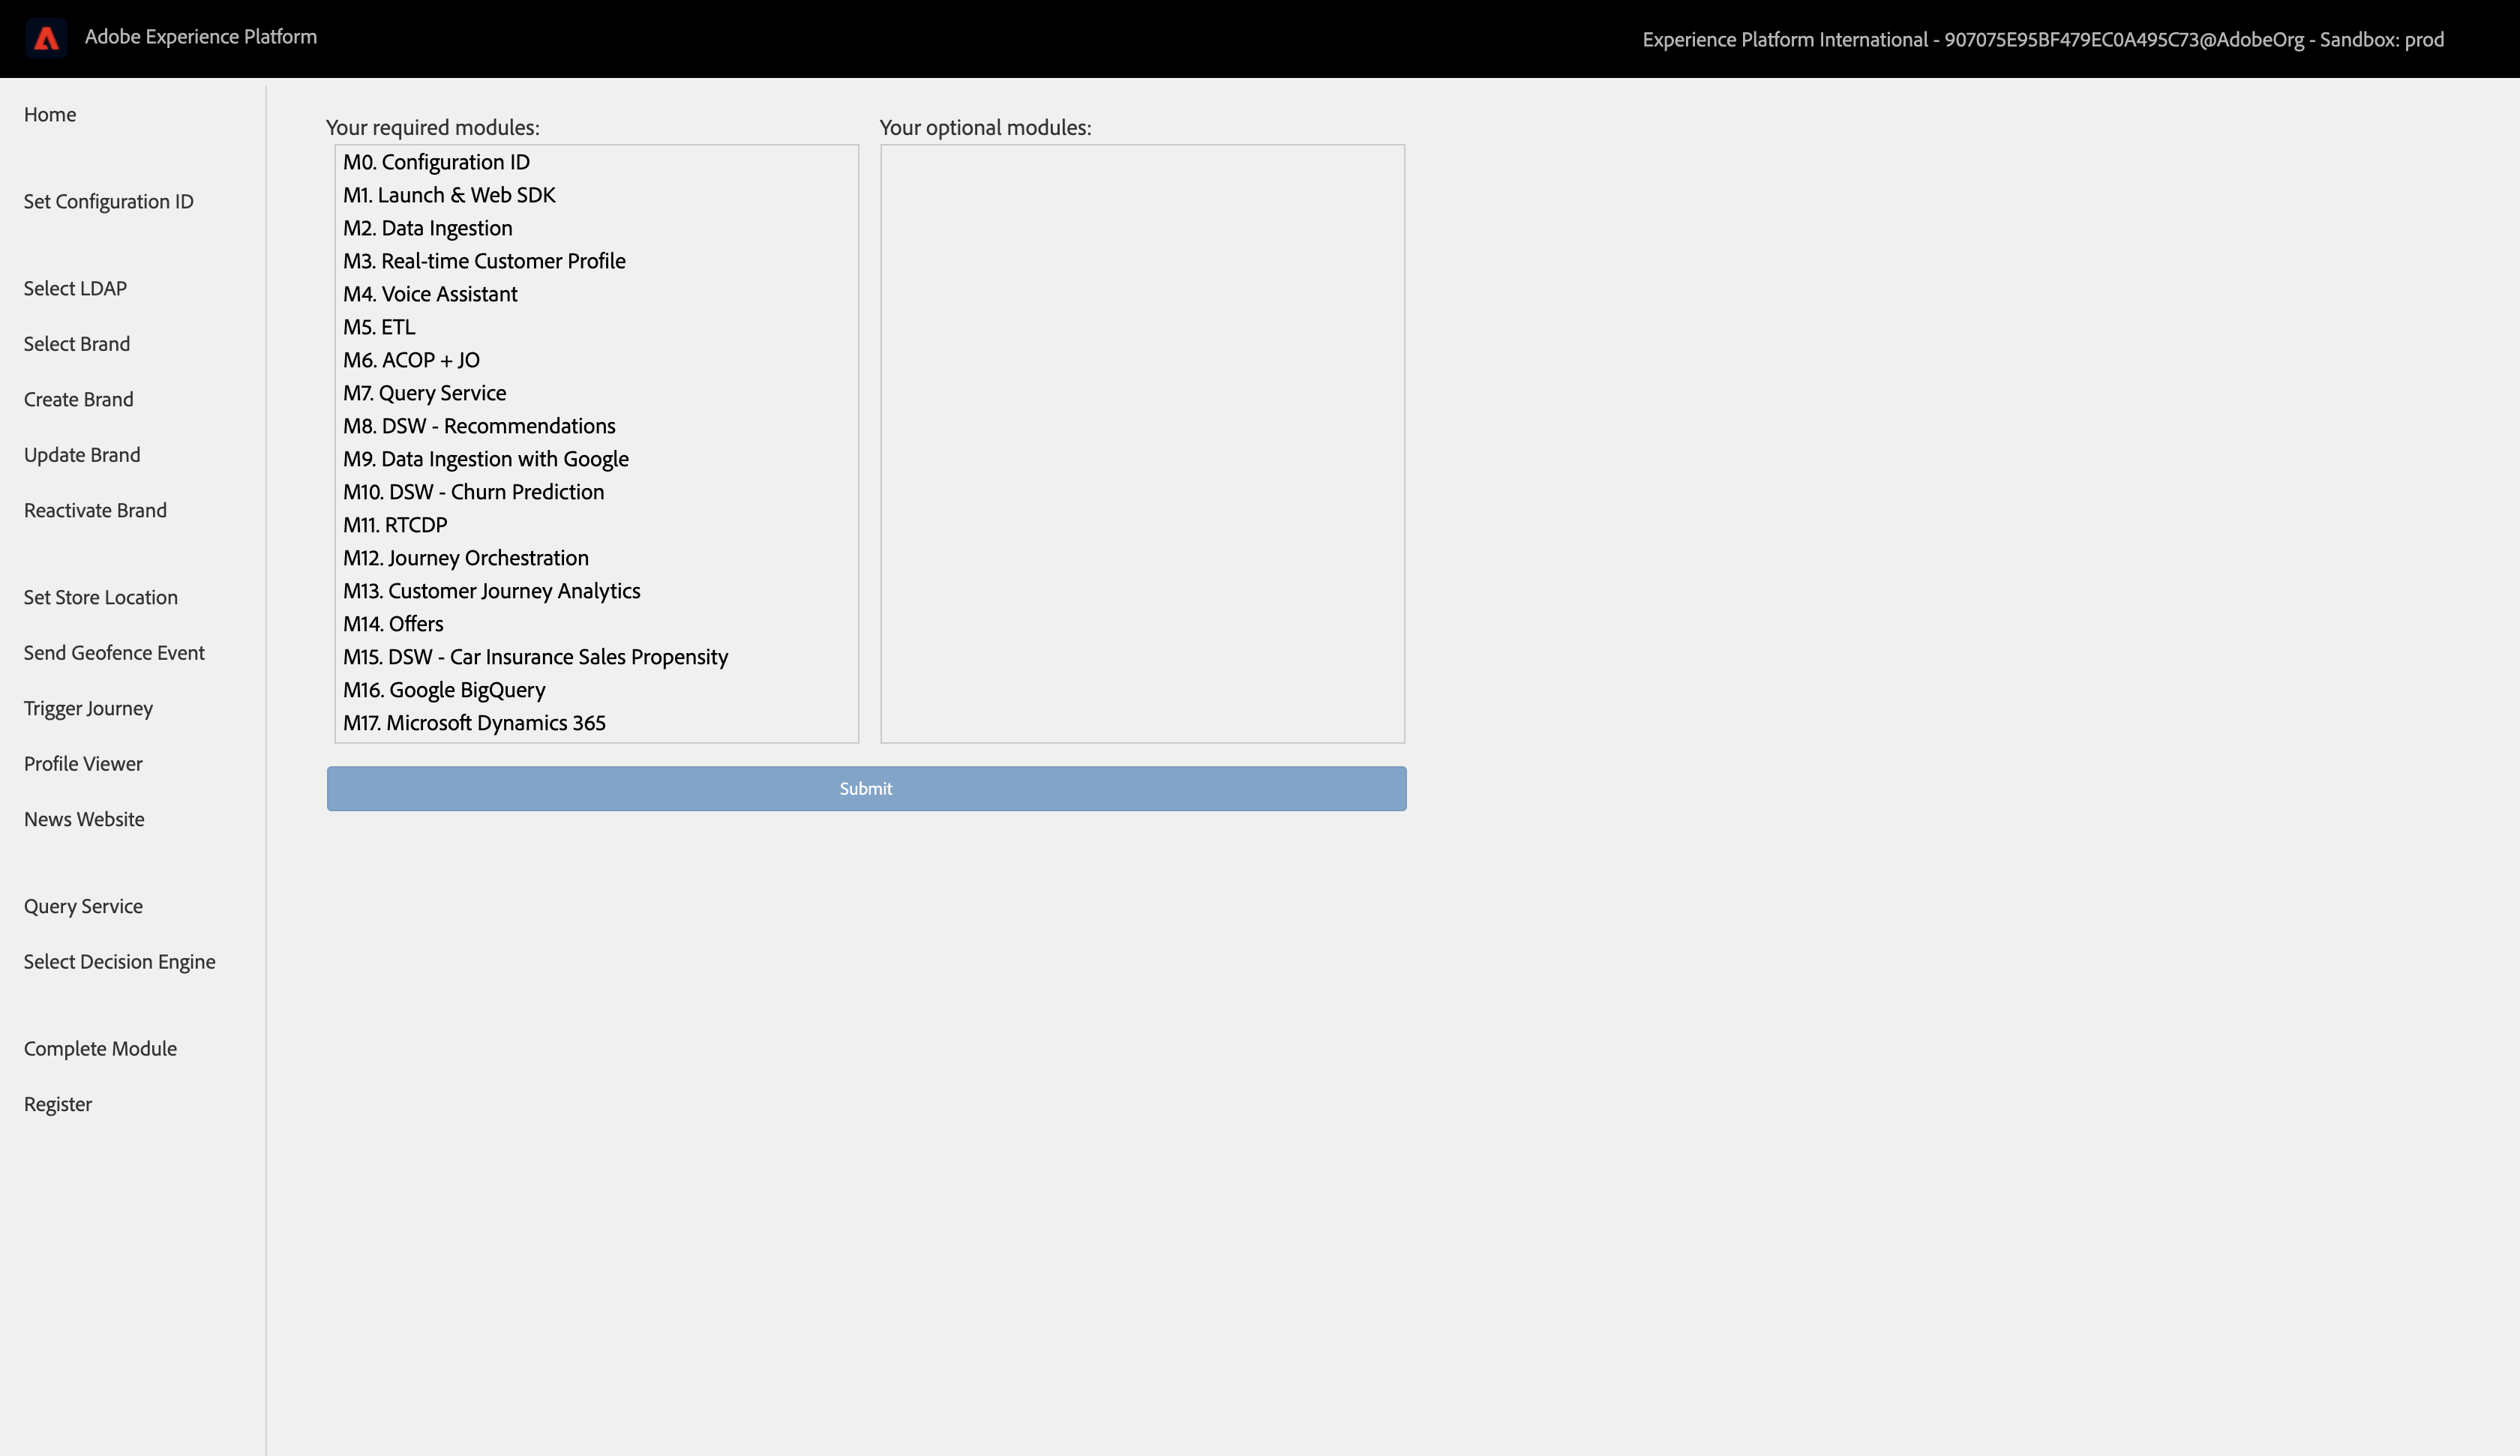 Adobe Experience Platform
Experience Platform International - 907075E95BF479EC0A495C73@AdobeOrg - Sandbox: prod
Home
Set Configuration ID
Select LDAP
Select Brand
Create Brand
Update Brand
Reactivate Brand
Set Store Location
Send Geofence Event
Trigger Journey
Profile Viewer
News Website
Query Service
Select Decision Engine
Complete Module
Register
Your required modules:
M0. Configuration ID
M1. Launch & Web SDK
M2. Data Ingestion
M3. Real-time Customer Profile
M4. Voice Assistant
M5. ETL
M6. ACOP + JO
M7. Query Service
M8. DSW - Recommendations
M9. Data Ingestion with Google
M10. DSW - Churn Prediction
M11. RTCDP
M12. Journey Orchestration
M13. Customer Journey Analytics
M14. Offers
M15. DSW - Car Insurance Sales Propensity
M16. Google BigQuery
M17. Microsoft Dynamics 365
Your optional modules:
Submit